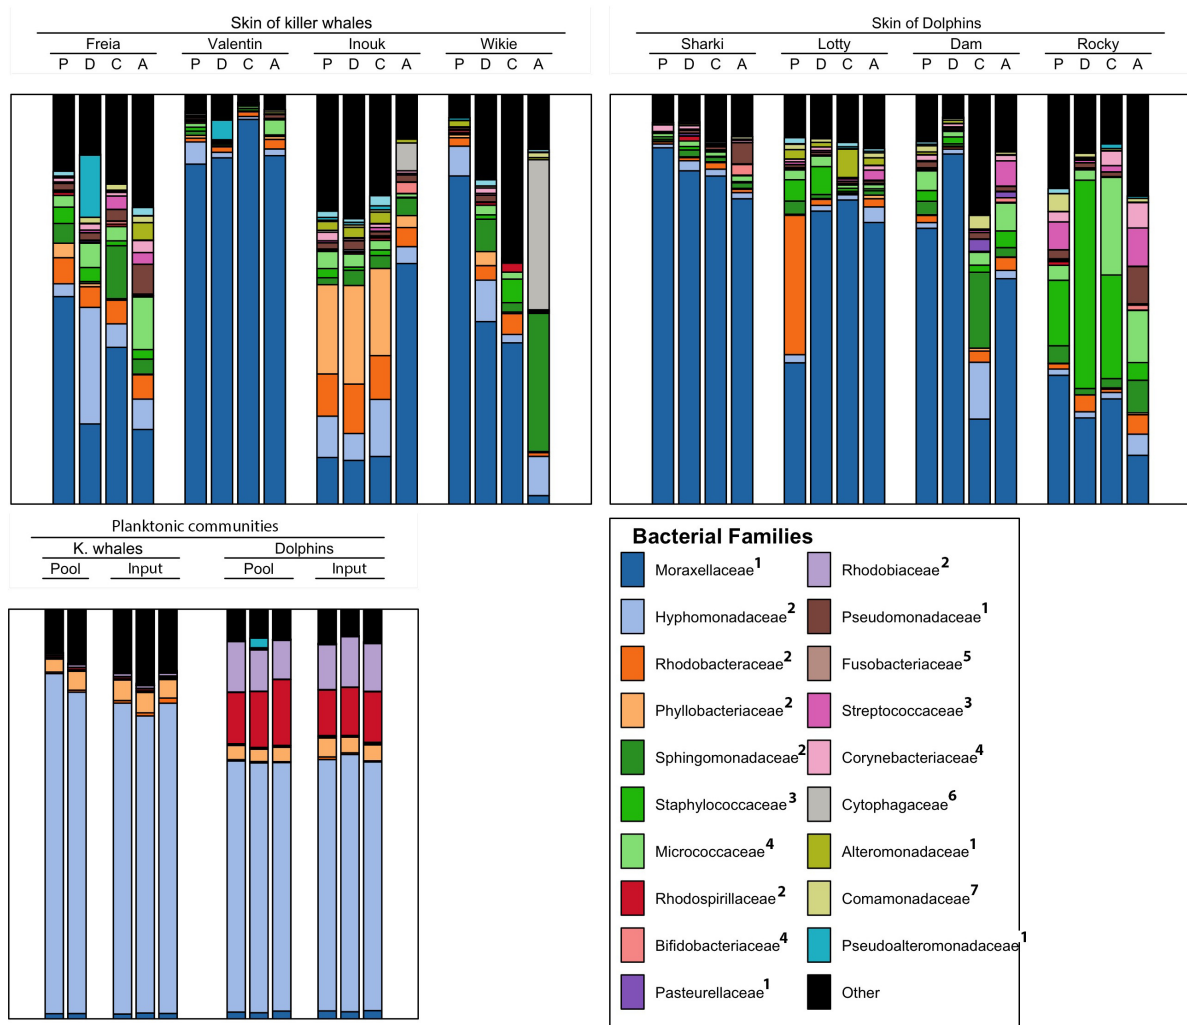 Skin of killer whales
Freia Valentin Inouk Wikie
P D C A P D C A P D C A P D C A
Skin of Dolphins
Sharki Lotty Dam Rocky
P D C A P D C A P D C A P D C A
Planktonic communities
K. whales Dolphins
Pool Input Pool Input
Bacterial Families
Moraxellaceae1 Rhodobiaceae2
Hyphomonadaceae2 Pseudomonadaceae1
Rhodobacteraceae2 Fusobacteriaceae5
Phyllobacteriaceae2 Streptococcaceae3
Sphingomonadaceae2 Corynebacteriaceae4
Staphylococcaceae3 Cytophagaceae6
Micrococcaceae4 Alteromonadaceae1
Rhodospirillaceae2 Comamonadaceae7
Bifidobacteriaceae4 Pseudoalteromonadaceae1
Pasteurellaceae1 Other